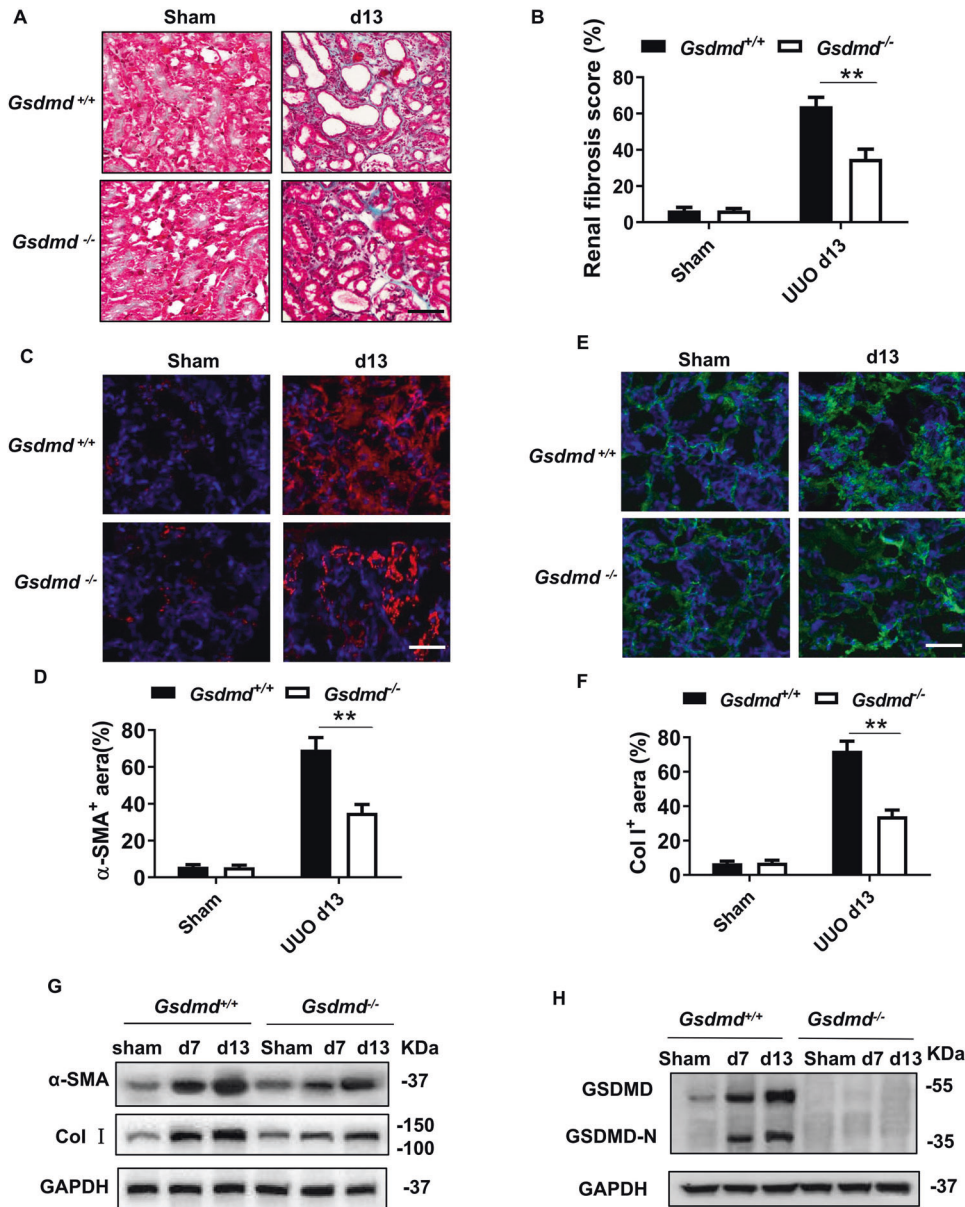 A
Sham d13
Gsdmd +/+
Gsdmd -/-
B
Gsdmd+/+ Gsdmd-/-
Renal fibrosis score (%)
80
60
40
20
0
**
Sham
UUO d13
C
Sham d13
Gsdmd +/+
Gsdmd -/-
D
Gsdmd+/+ Gsdmd-/-
α-SMA+ aera(%)
80
60
40
20
0
**
Sham
UUO d13
E
Sham d13
Gsdmd +/+
Gsdmd -/-
F
Gsdmd+/+ Gsdmd-/-
Col I+ aera (%)
80
60
40
20
0
**
Sham
UUO d13
G
Gsdmd+/+ Gsdmd-/-
sham d7 d13 Sham d7 d13 KDa
α-SMA -37
Col I -150
-100
GAPDH -37
H
Gsdmd+/+ Gsdmd-/-
Sham d7 d13 Sham d7 d13 KDa
GSDMD -55
GSDMD-N -35
GAPDH -37